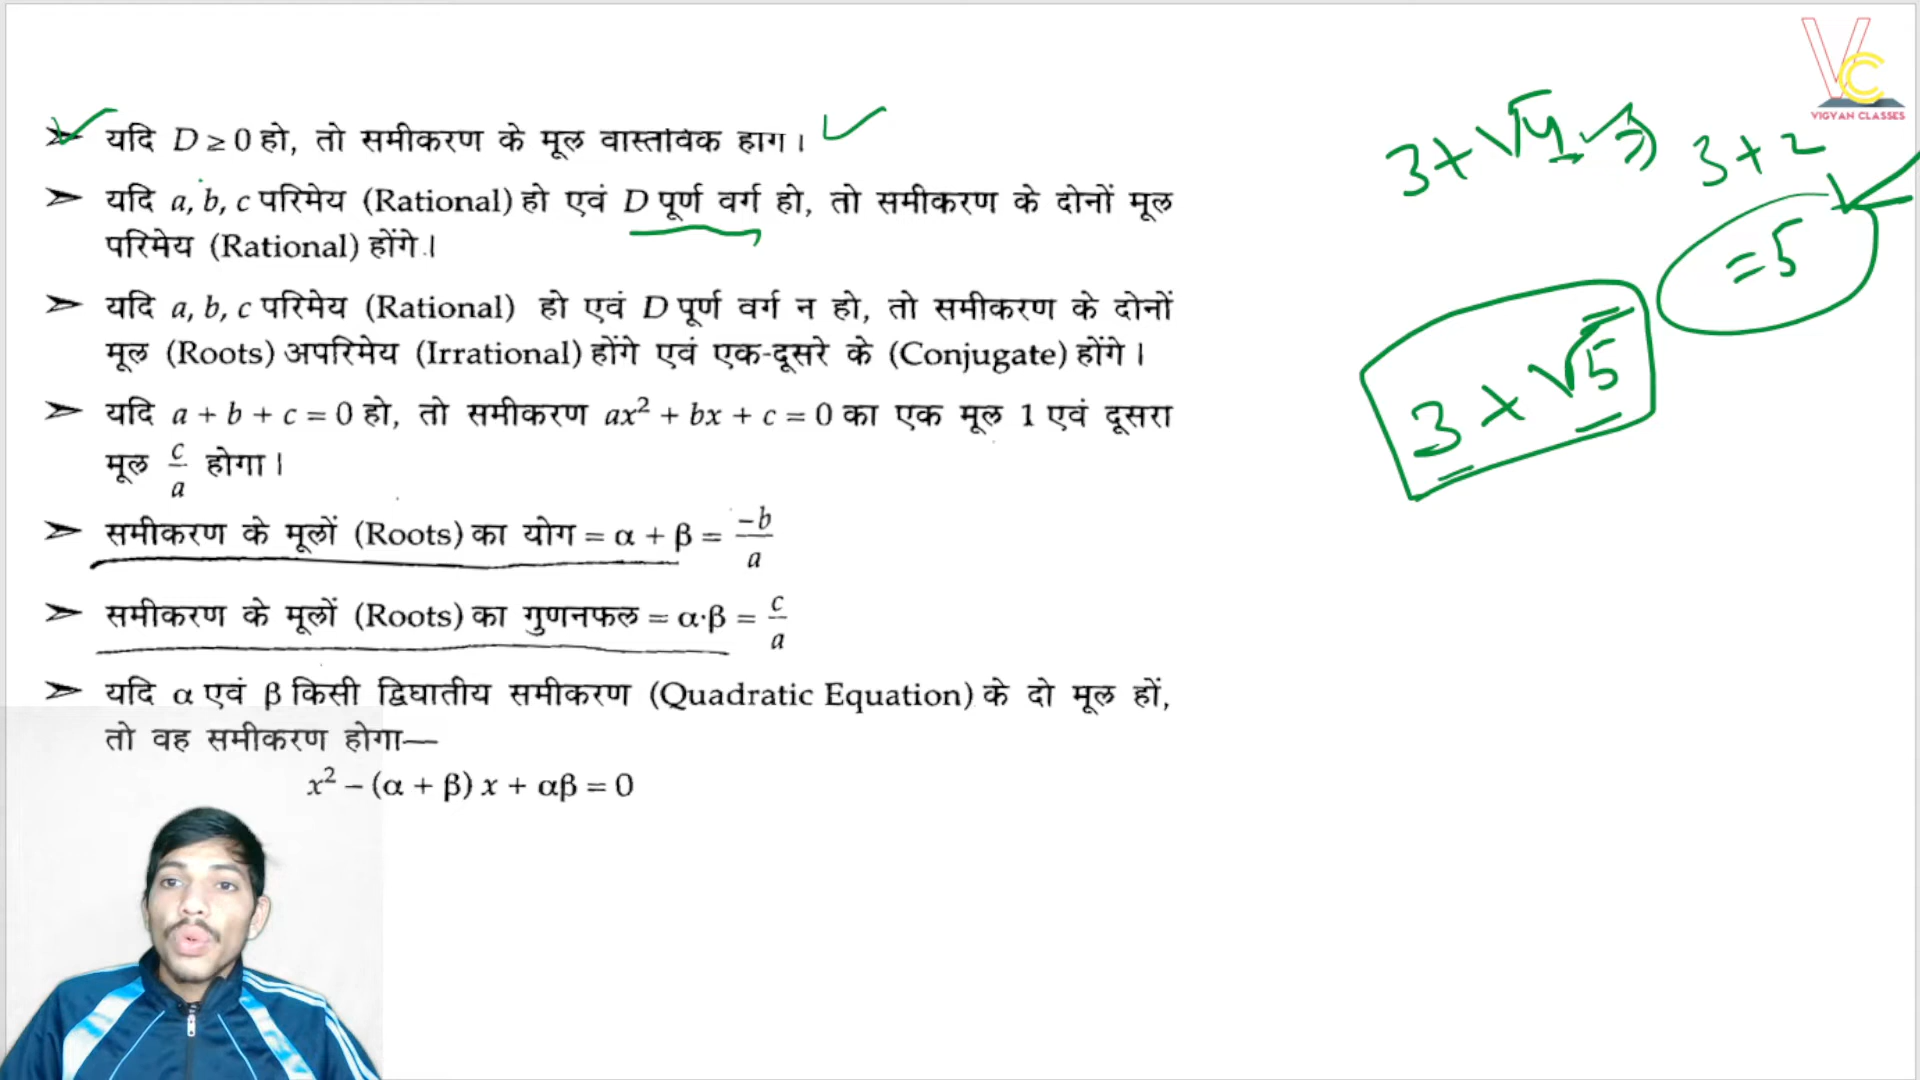 ➢ यदि D ≥ 0 हो, तो समीकरण के मूल वास्तविक हाग।
➢ यदि a, b, c परिमेय (Rational) हो एवं D पूर्ण वर्ग हो, तो समीकरण के दोनों मूल
परिमेय (Rational) होंगे।
➢ यदि a, b, c परिमेय (Rational) हो एवं D पूर्ण वर्ग न हो, तो समीकरण के दोनों
मूल (Roots) अपरिमेय (Irrational) होंगे एवं एक-दूसरे के (Conjugate) होंगे।
➢ यदि a + b + c = 0 हो, तो समीकरण ax² + bx + c = 0 का एक मूल 1 एवं दूसरा
मूल c/a होगा।
➢ समीकरण के मूलों (Roots) का योग = α + β = -b/a
➢ समीकरण के मूलों (Roots) का गुणनफल = α·β = c/a
➢ यदि α एवं β किसी द्विघातीय समीकरण (Quadratic Equation) के दो मूल हों,
तो वह समीकरण होगा—
x² – (α + β) x + αβ = 0
VC
VIGYAN CLASSES
3 + √4 ⇒ 3 + 2
= 5
3 + √5